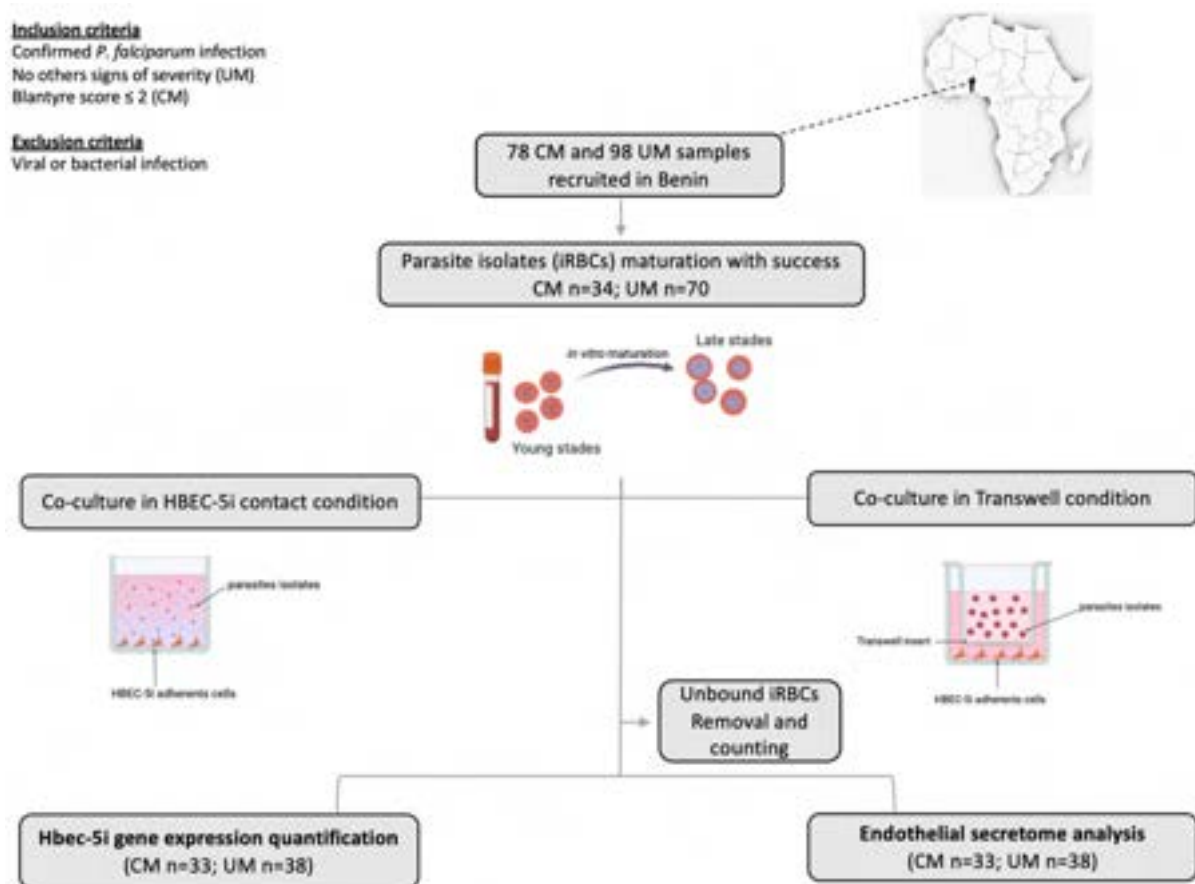 Inclusion criteria
Confirmed P. falciparum infection
No others signs of severity (UM)
Blantyre score ≤ 2 (CM)
Exclusion criteria
Viral or bacterial infection
78 CM and 98 UM samples
recruited in Benin
Parasite isolates (iRBCs) maturation with success
CM n=34; UM n=70
in vitro maturation
Late stades
Young stades
Co-culture in HBEC-5i contact condition
Co-culture in Transwell condition
parasites isolates
HBEC-5i adherents cells
parasites isolates
Transwell insert
HBEC-5i adherents cells
Unbound iRBCs
Removal and
counting
Hbec-5i gene expression quantification
(CM n=33; UM n=38)
Endothelial secretome analysis
(CM n=33; UM n=38)